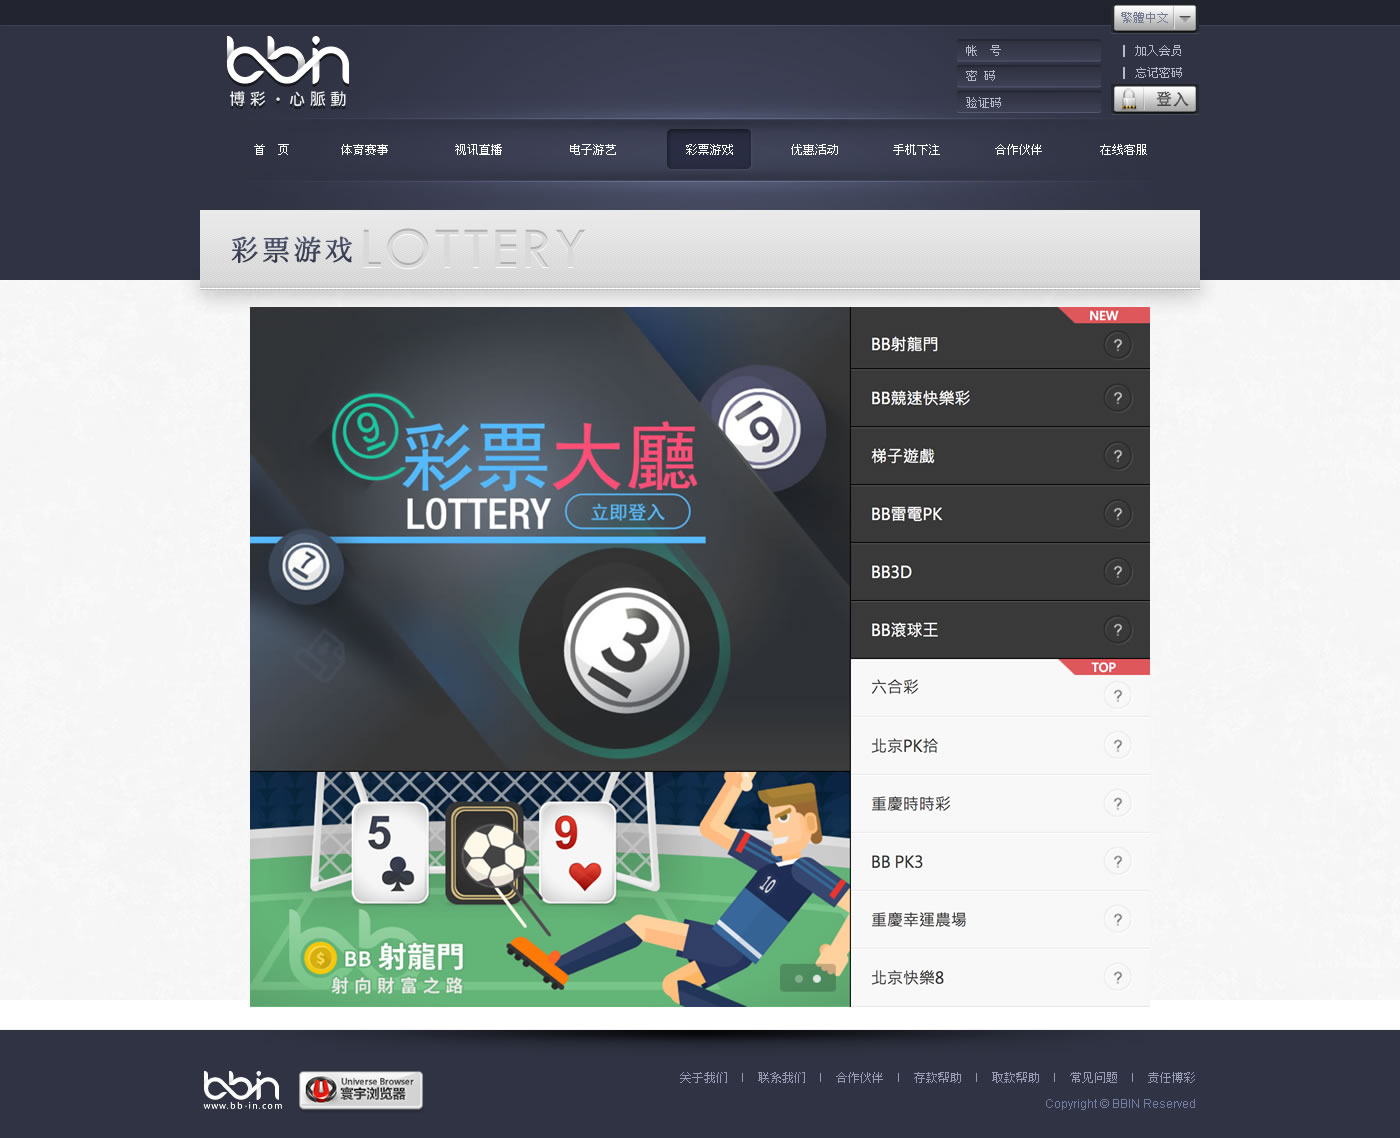 繁體中文
bbin
博彩·心脈動
帐 号
密 码
验证码
加入会员
忘记密码
登入
首 页
体育赛事
视讯直播
电子游艺
彩票游戏
优惠活动
手机下注
合作伙伴
在线客服
彩票游戏 LOTTERY
NEW
BB射龍門
?
BB競速快樂彩
?
梯子遊戲
?
BB雷電PK
?
BB3D
?
BB滾球王
?
TOP
六合彩
?
北京PK拾
?
重慶時時彩
?
BB PK3
?
重慶幸運農場
?
北京快樂8
?
9
19
彩票大廳
LOTTERY 立即登入
7
3
5
9
10
bb
$ BB 射龍門
射向財富之路
bbin
www.bb-in.com
Universe Browser
寰宇浏览器
关于我们
联系我们
合作伙伴
存款帮助
取款帮助
常见问题
责任博彩
Copyright © BBIN Reserved